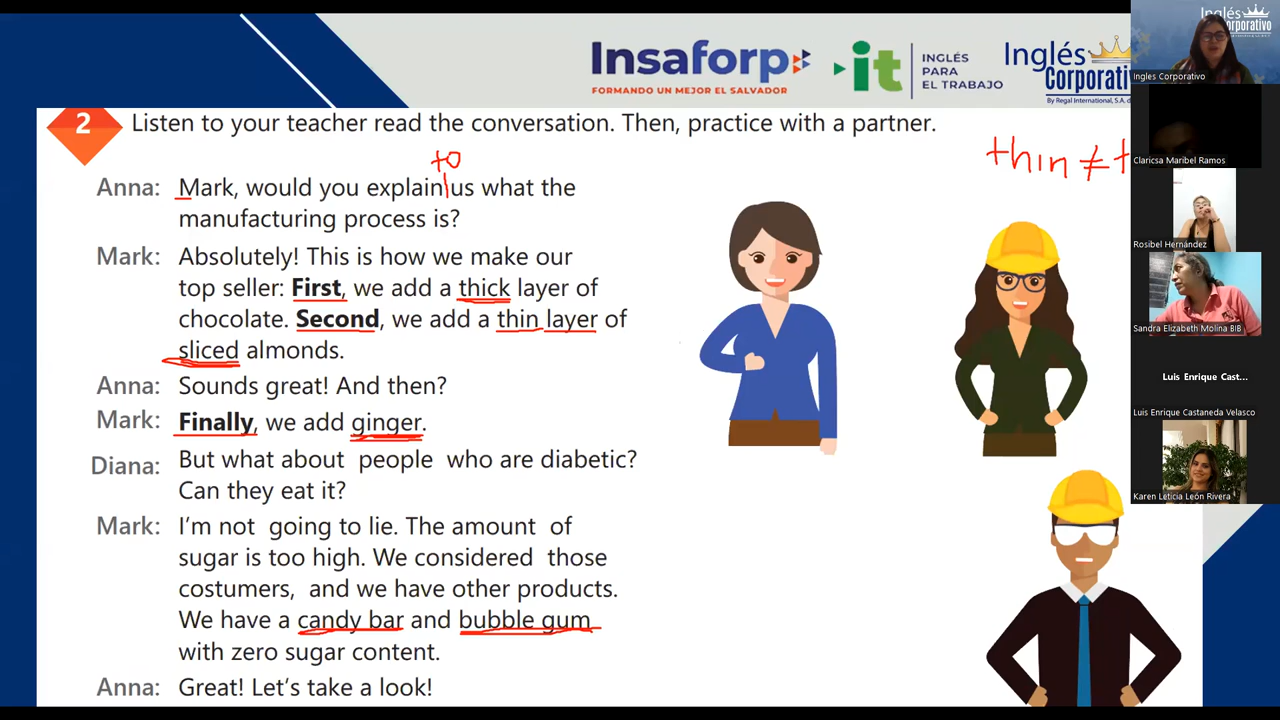 Insaforp
FORMANDO UN MEJOR EL SALVADOR
it
INGLÉS
PARA
EL TRABAJO
Inglés
Corporativ
By Regal International, S.A. d
Inglés
orporativo
Ingles Corporativo
2 Listen to your teacher read the conversation. Then, practice with a partner.
to
thin ≠ t
Anna: Mark, would you explain us what the
manufacturing process is?
Mark: Absolutely! This is how we make our
top seller: First, we add a thick layer of
chocolate. Second, we add a thin layer of
sliced almonds.
Anna: Sounds great! And then?
Mark: Finally, we add ginger.
Diana: But what about people who are diabetic?
Can they eat it?
Mark: I'm not going to lie. The amount of
sugar is too high. We considered those
costumers, and we have other products.
We have a candy bar and bubble gum
with zero sugar content.
Anna: Great! Let's take a look!
Claricsa Maribel Ramos
Rosibel Hernández
Sandra Elizabeth Molina BIB
Luis Enrique Cast...
Luis Enrique Castaneda Velasco
Karen Leticia León Rivera